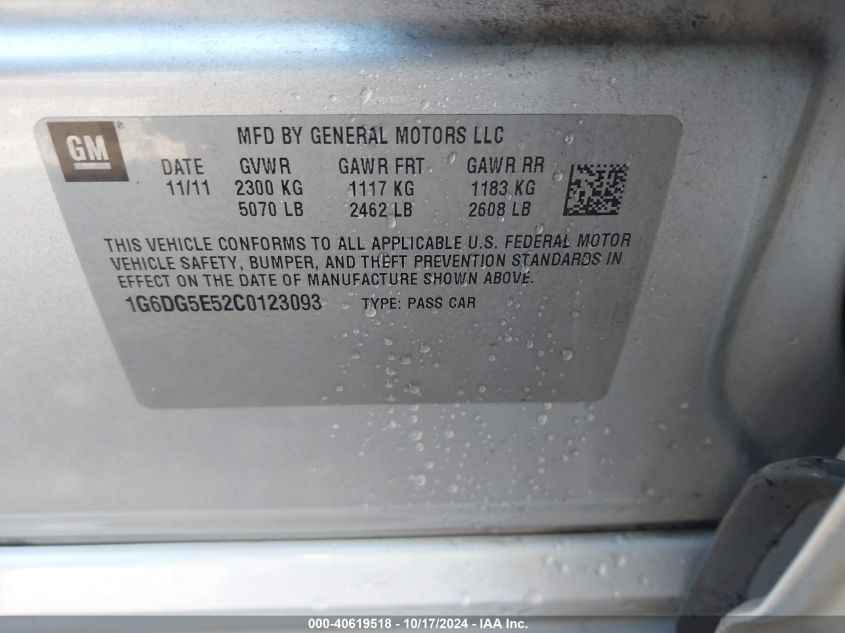 GM ®
MFD BY GENERAL MOTORS LLC
DATE GVWR GAWR FRT GAWR RR
11/11 2300 KG 1117 KG 1183 KG
5070 LB 2462 LB 2608 LB
THIS VEHICLE CONFORMS TO ALL APPLICABLE U.S. FEDERAL MOTOR
VEHICLE SAFETY, BUMPER, AND THEFT PREVENTION STANDARDS IN
EFFECT ON THE DATE OF MANUFACTURE SHOWN ABOVE.
1G6DG5E52C0123093 TYPE: PASS CAR
000-40619518 - 10/17/2024 - IAA Inc.